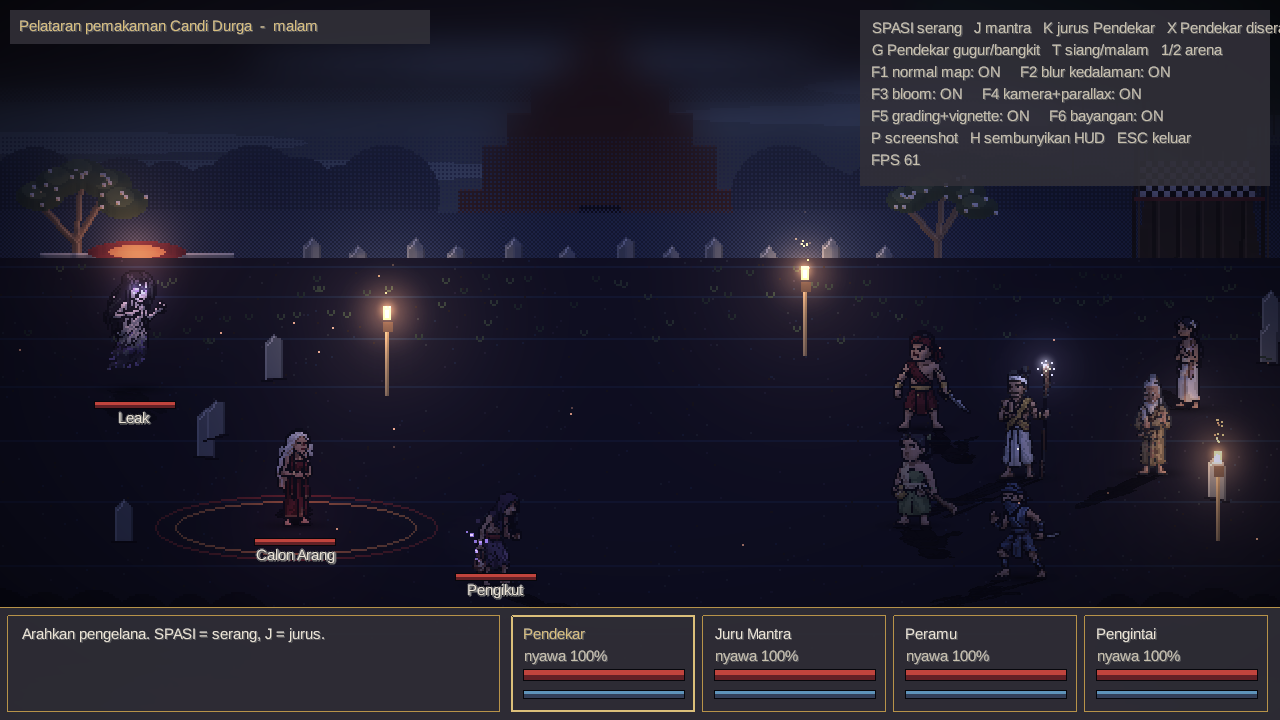 Pelataran pemakaman Candi Durga - malam
SPASI serang J mantra K jurus Pendekar X Pendekar disera
G Pendekar gugur/bangkit T siang/malam 1/2 arena
F1 normal map: ON F2 blur kedalaman: ON
F3 bloom: ON F4 kamera+parallax: ON
F5 grading+vignette: ON F6 bayangan: ON
P screenshot H sembunyikan HUD ESC keluar
FPS 61
Leak
Calon Arang
Pengikut
Arahkan pengelana. SPASI = serang, J = jurus.
Pendekar
nyawa 100%
Juru Mantra
nyawa 100%
Peramu
nyawa 100%
Pengintai
nyawa 100%